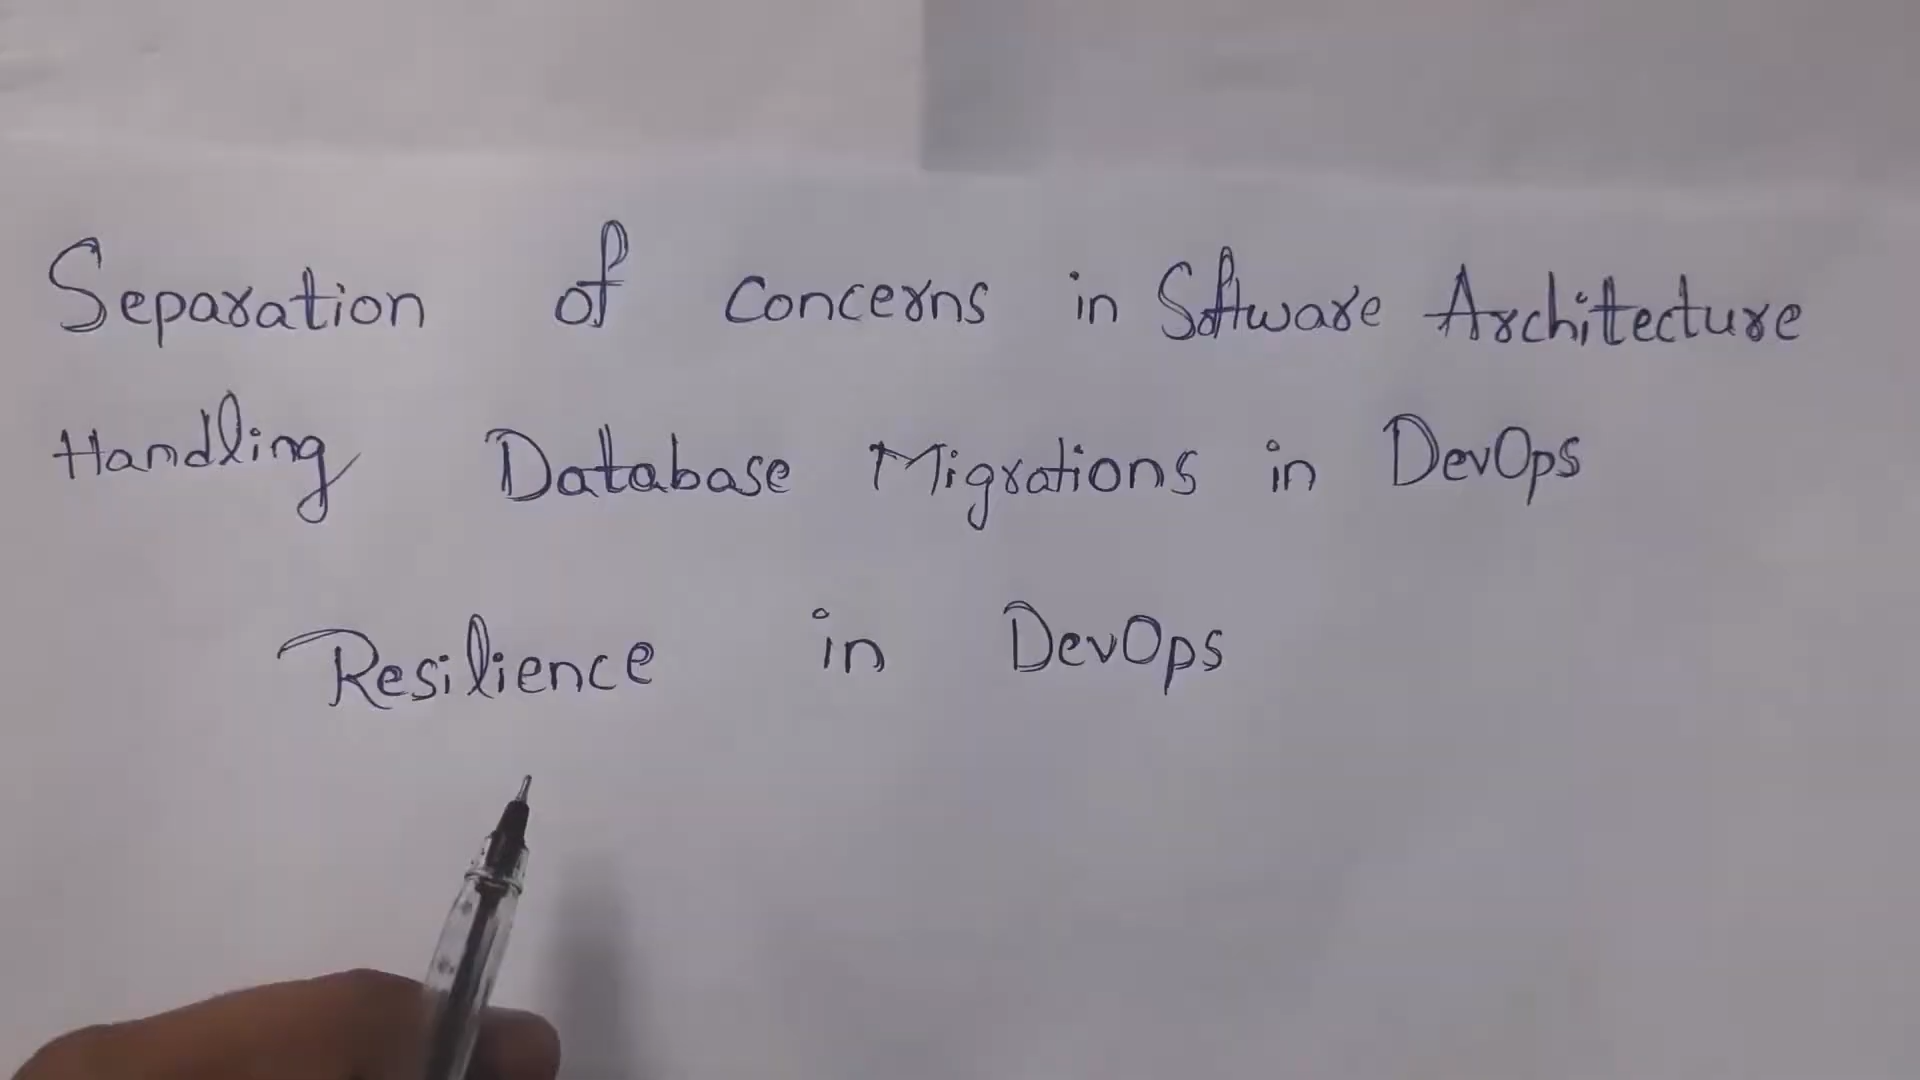 Separation of Concerns in Software Architecture
Handling Database Migrations in DevOps
Resilience in DevOps